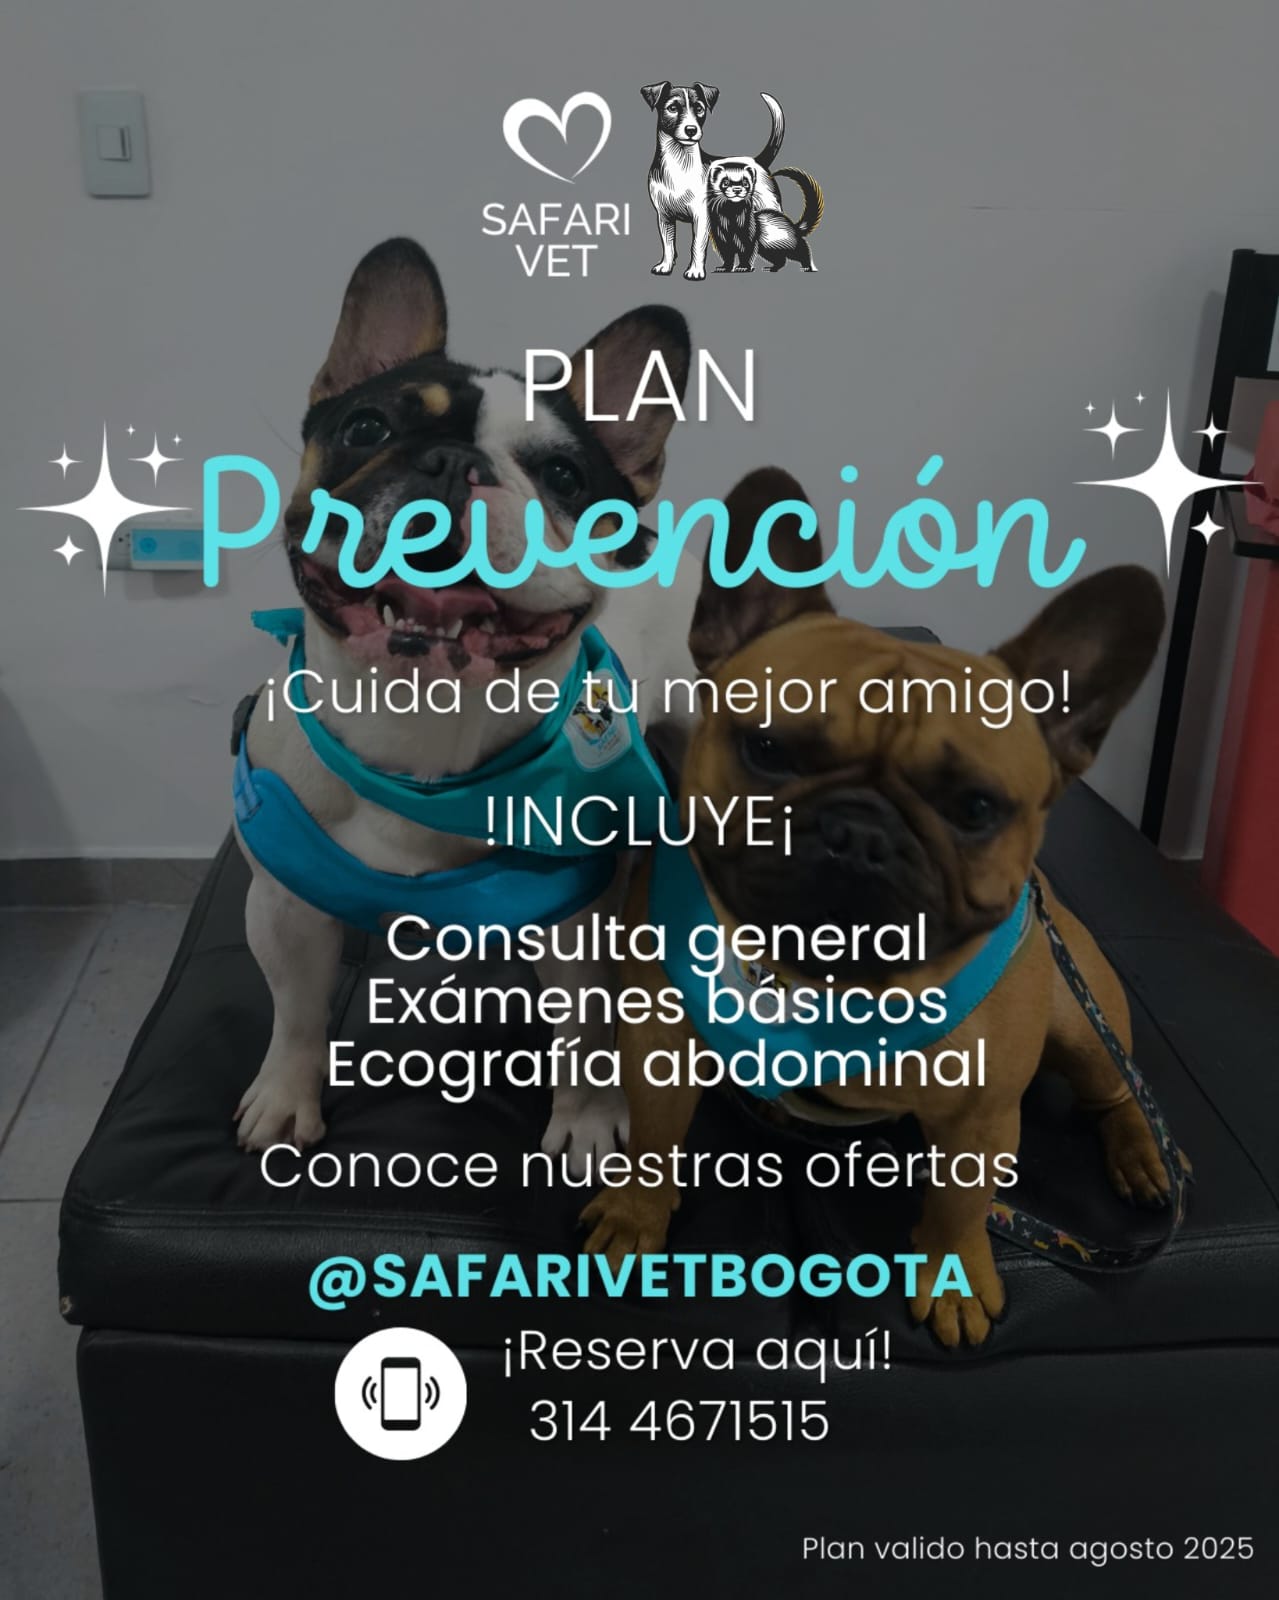 SAFARI
VET
PLAN
Prevención
¡Cuida de tu mejor amigo!
!INCLUYE¡
Consulta general
Exámenes básicos
Ecografía abdominal
Conoce nuestras ofertas
@SAFARIVETBOGOTA
¡Reserva aquí!
314 4671515
Plan valido hasta agosto 2025